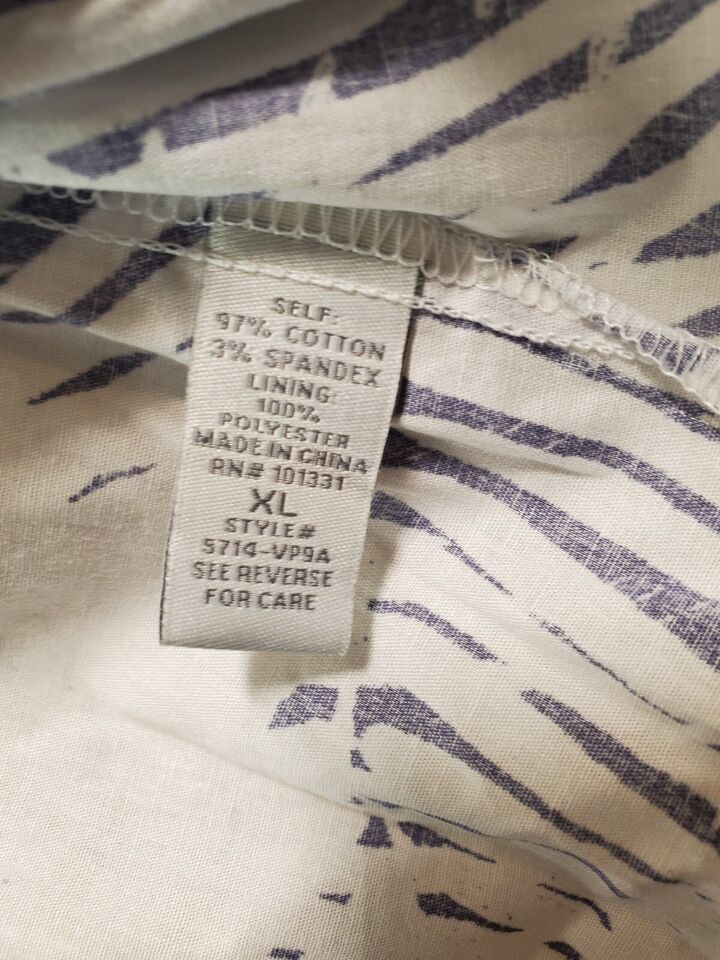 SELF:
97% COTTON
3% SPANDEX
LINING:
100%
POLYESTER
MADE IN CHINA
RN# 101331
XL
STYLE#
5714-VP9A
SEE REVERSE
FOR CARE